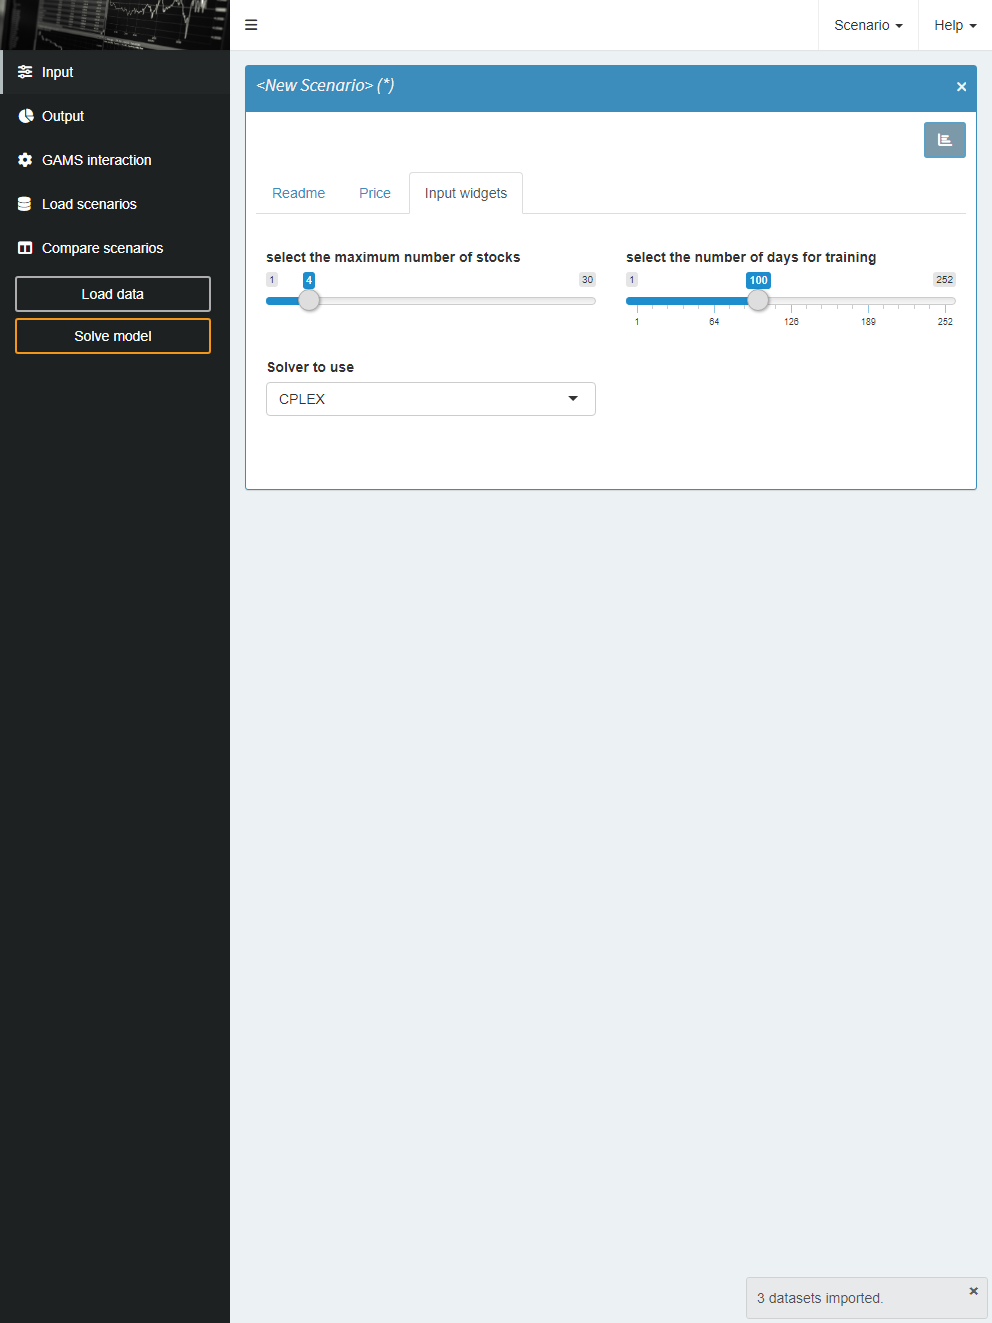 Scenario
Help
Input
Output
GAMS interaction
Load scenarios
Compare scenarios
Load data
Solve model
<New Scenario> (*)
Readme
Price
Input widgets
select the maximum number of stocks
1
4
30
select the number of days for training
1
100
252
1 64 126 189 252
Solver to use
CPLEX
3 datasets imported.